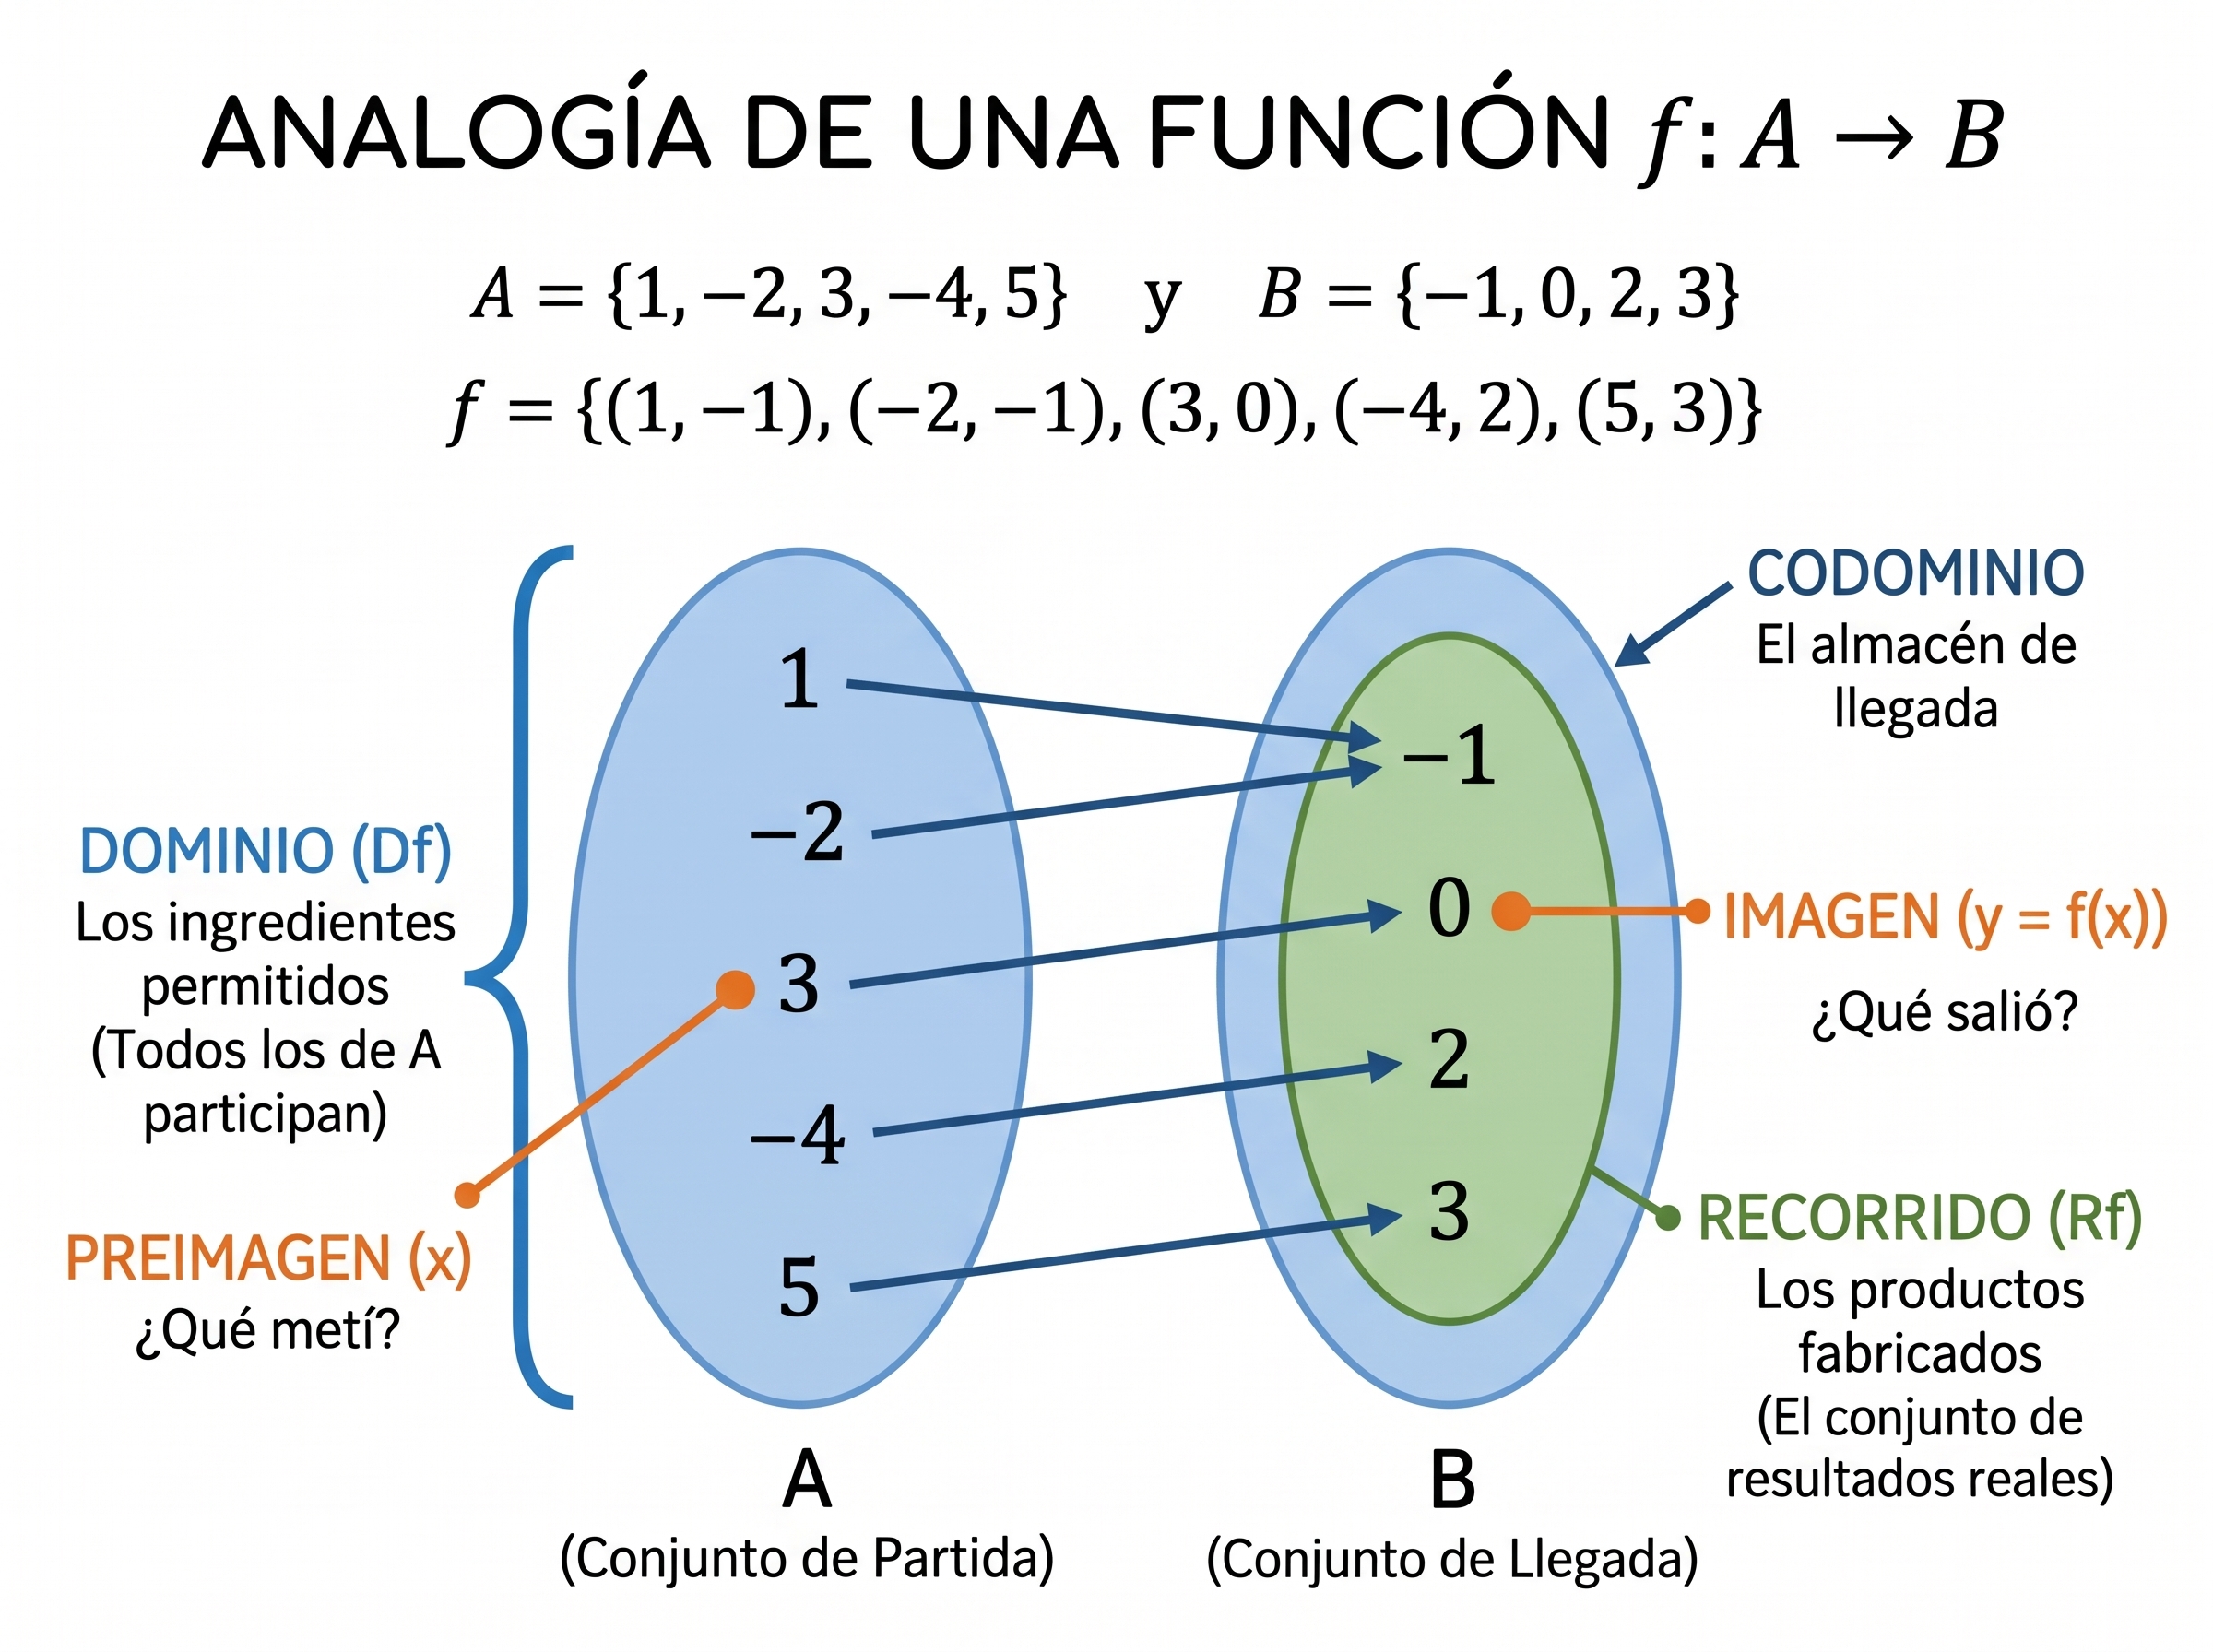 ANALOGÍA DE UNA FUNCIÓN f: A → B
A = {1, −2, 3, −4, 5} y B = {−1, 0, 2, 3}
f = {(1, −1), (−2, −1), (3, 0), (−4, 2), (5, 3)}
DOMINIO (Df)
Los ingredientes
permitidos
(Todos los de A
participan)
PREIMAGEN (x)
¿Qué metí?
1
−2
3
−4
5
A
(Conjunto de Partida)
−1
0
2
3
B
(Conjunto de Llegada)
CODOMINIO
El almacén de
llegada
IMAGEN (y = f(x))
¿Qué salió?
RECORRIDO (Rf)
Los productos
fabricados
(El conjunto de
resultados reales)